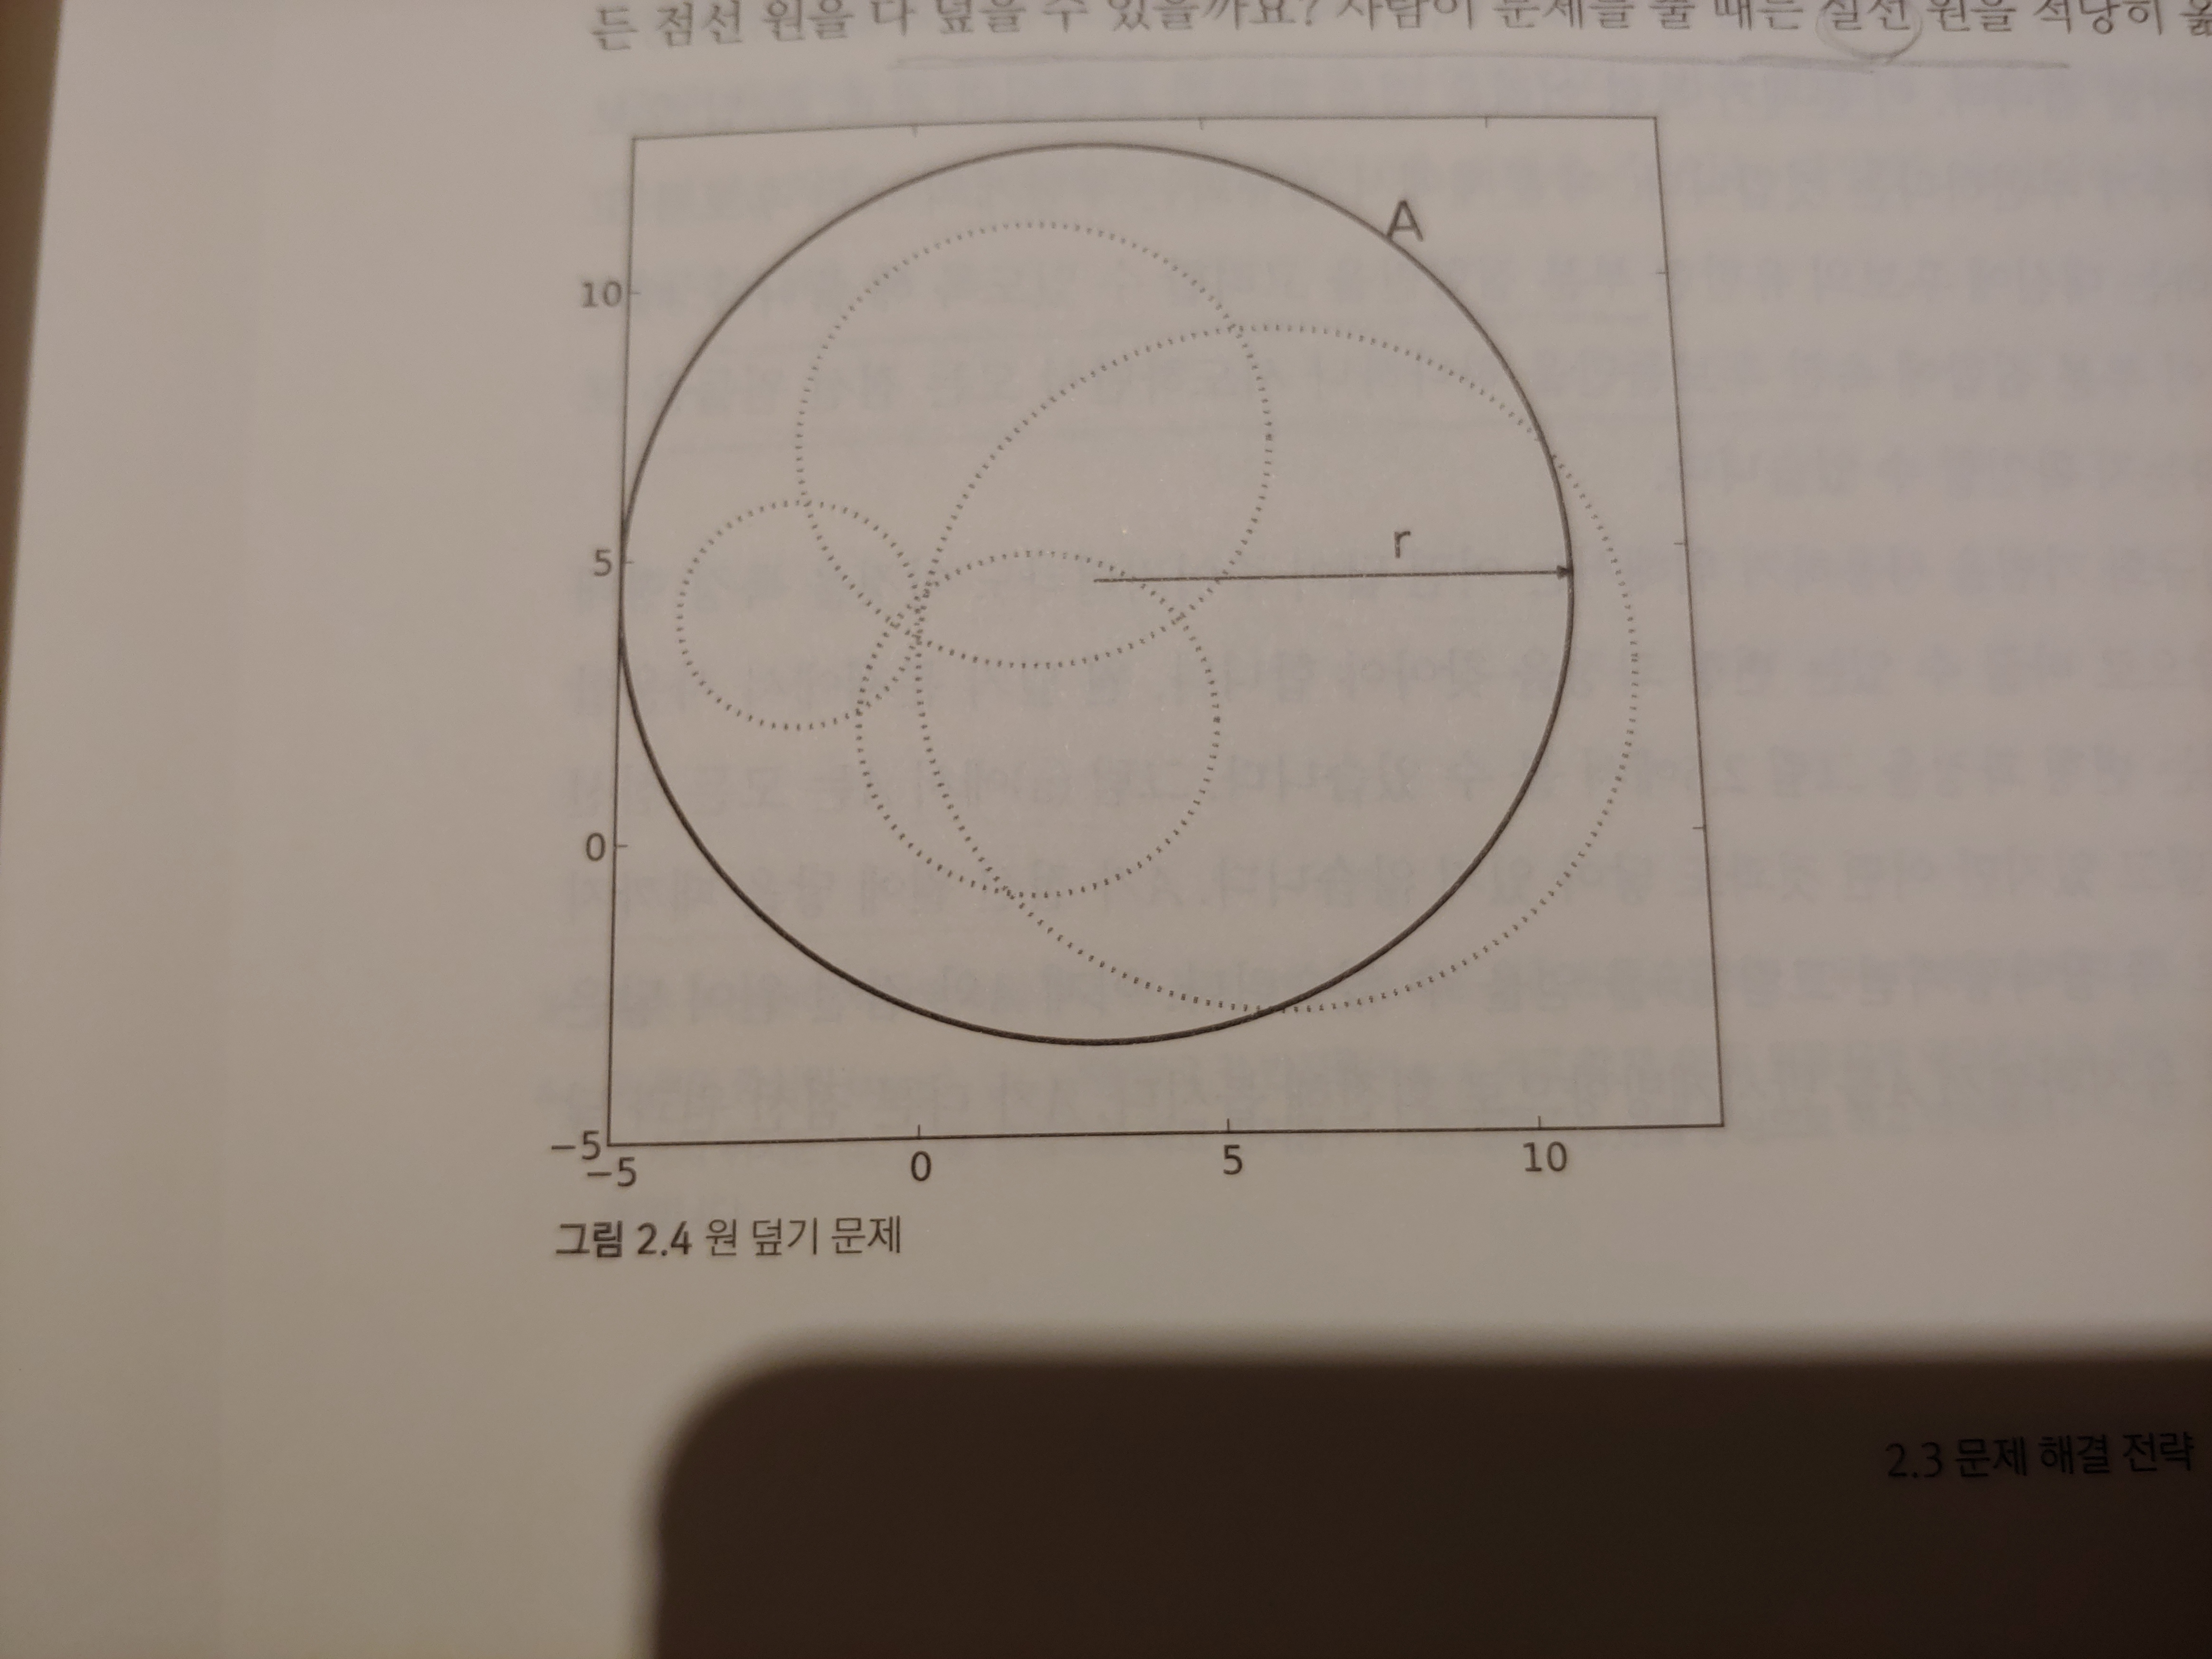 든 점선 원을 다 덮을 수 있을까요? 사람이 문제를 풀 때는 실선 원을 적당히
A
10
r
5
0
−5
−5 0 5 10
그림 2.4 원 덮기 문제
2.3 문제 해결 전략